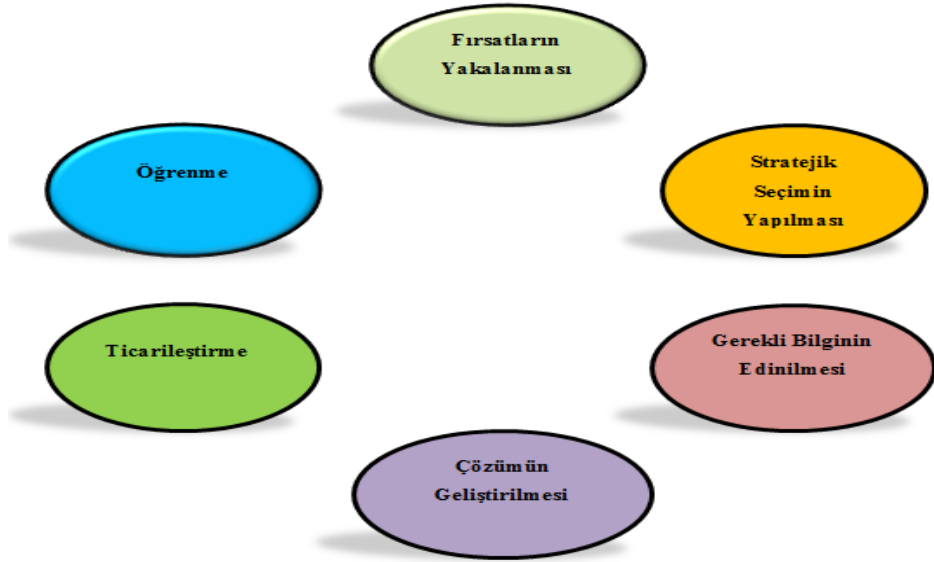 Fırsatların
Yakalanması
Stratejik
Seçimin
Yapılması
Gerekli Bilginin
Edinilmesi
Çözümün
Geliştirilmesi
Ticarileştirme
Öğrenme